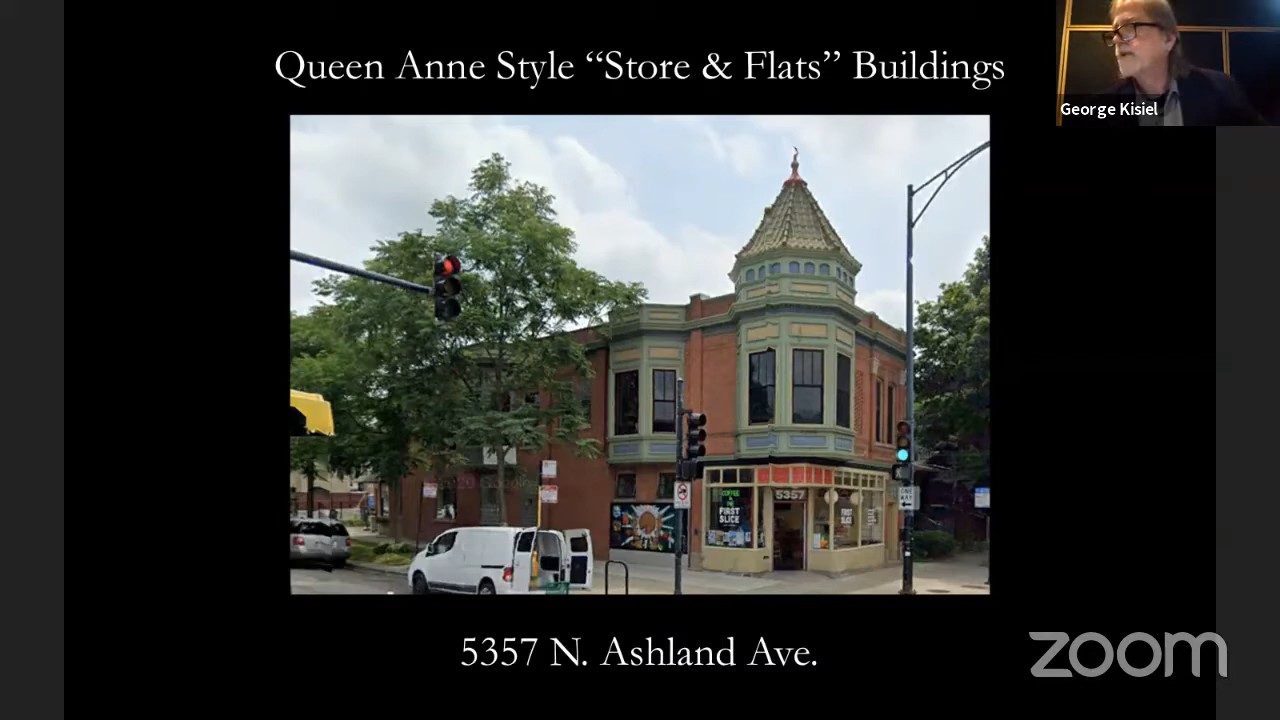 Queen Anne Style “Store & Flats” Buildings
George Kisiel
COFFEE
FIRST
SLICE
5357
FIRST
SLICE
5357 N. Ashland Ave.
zoom